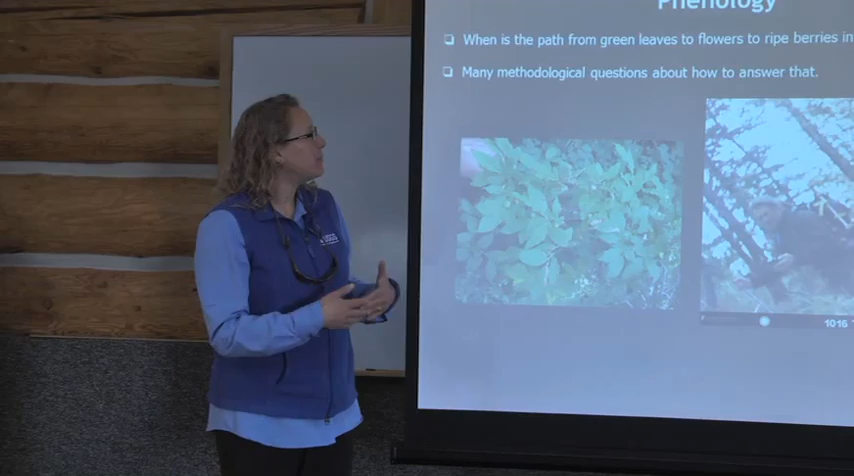 Phenology
When is the path from green leaves to flowers to ripe berries in
Many methodological questions about how to answer that.
1016